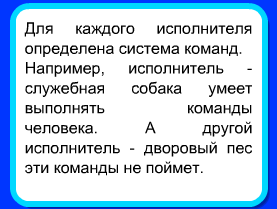 Для каждого исполнителя
определена система команд.
Например, исполнитель -
служебная собака умеет
выполнять команды
человека. А другой
исполнитель - дворовый пес
эти команды не поймет.